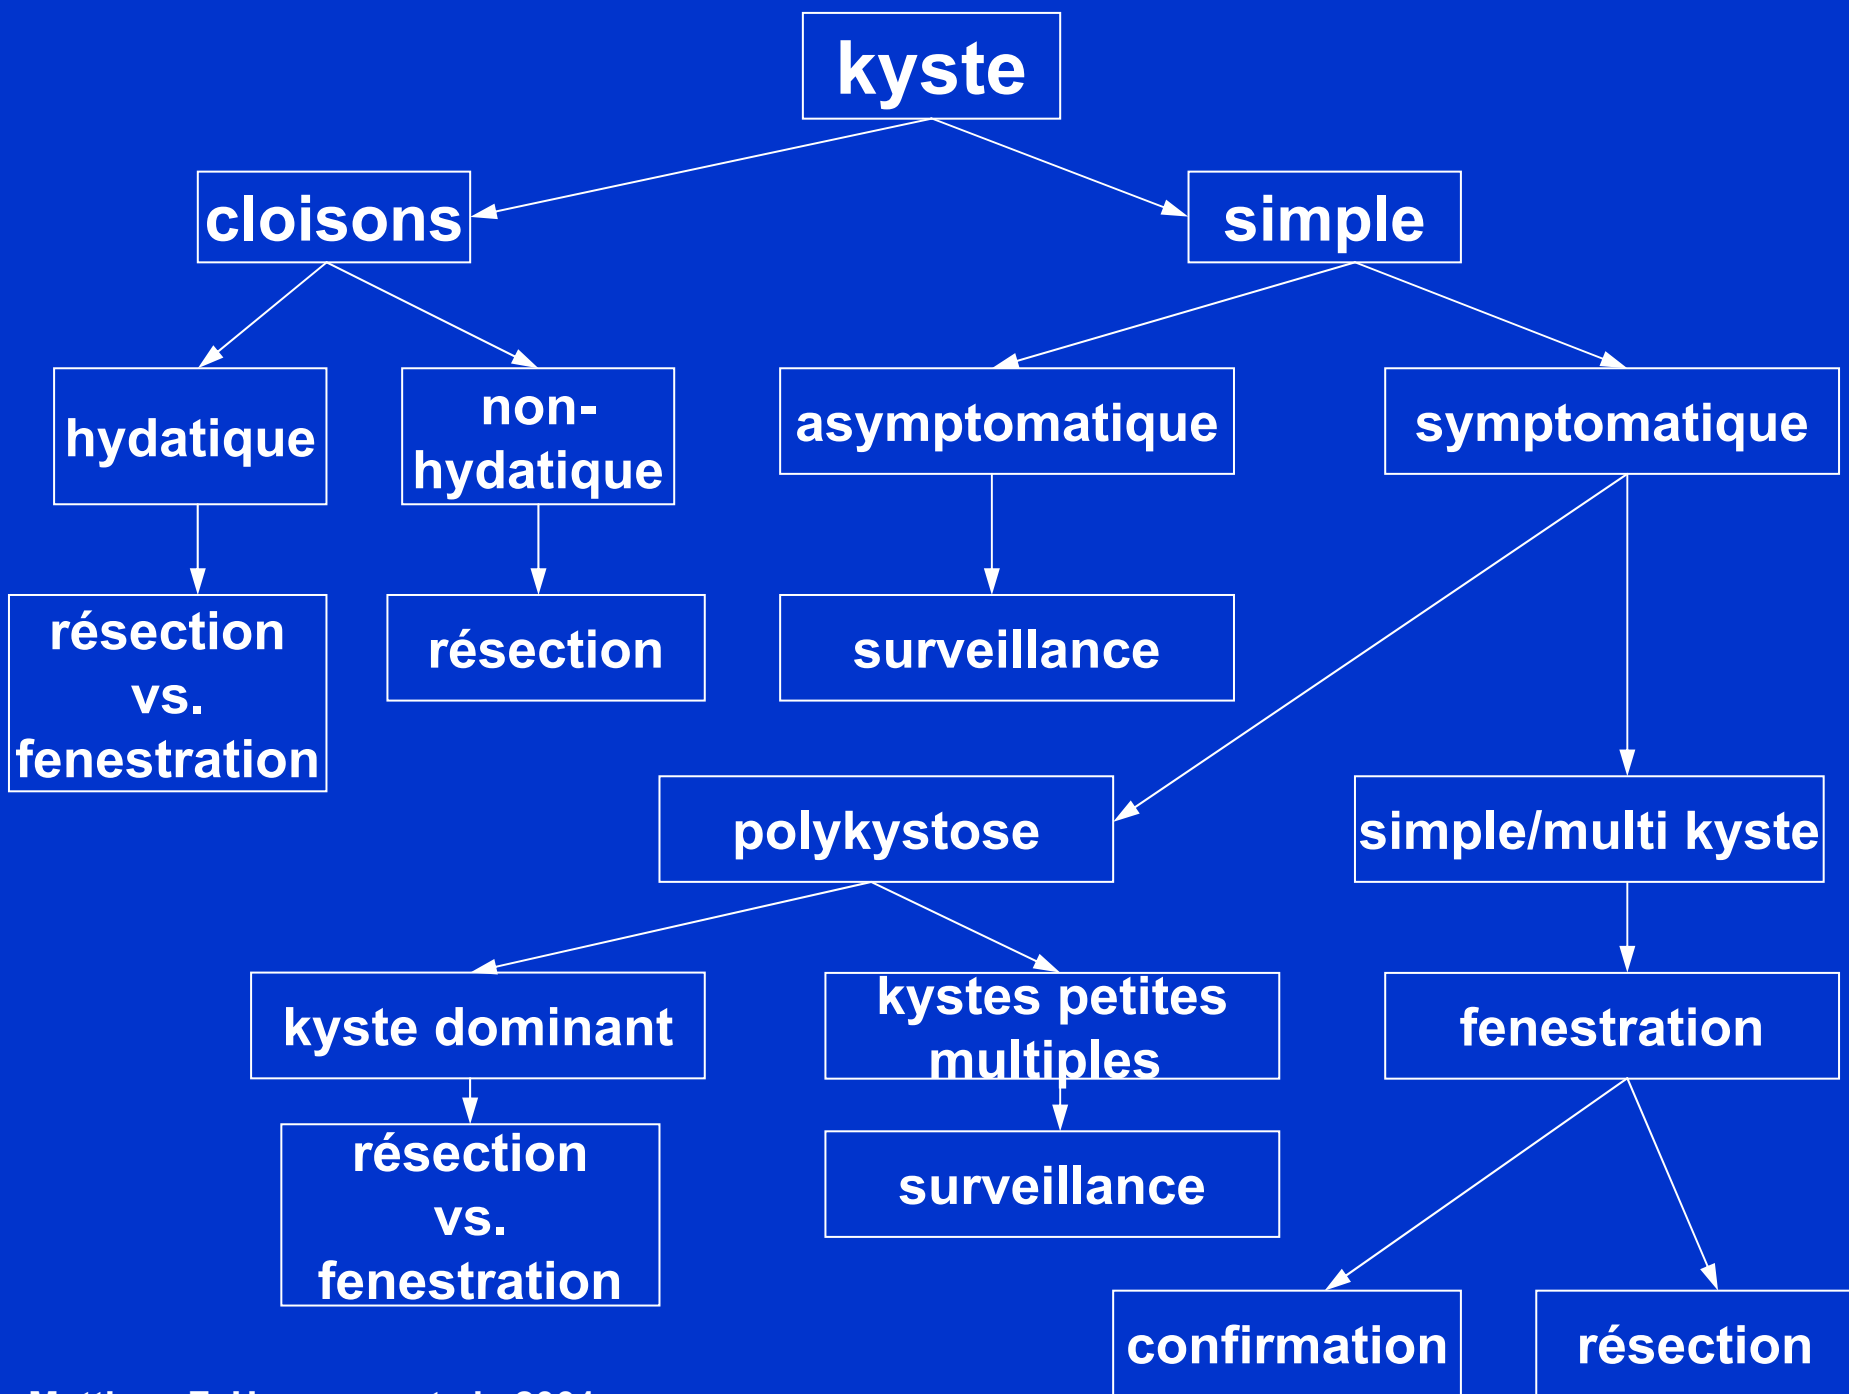 kyste
cloisons
simple
hydatique
non-
hydatique
asymptomatique
symptomatique
résection
vs.
fenestration
résection
surveillance
polykystose
simple/multi kyste
kyste dominant
kystes petites
multiples
fenestration
résection
vs.
fenestration
surveillance
confirmation
résection